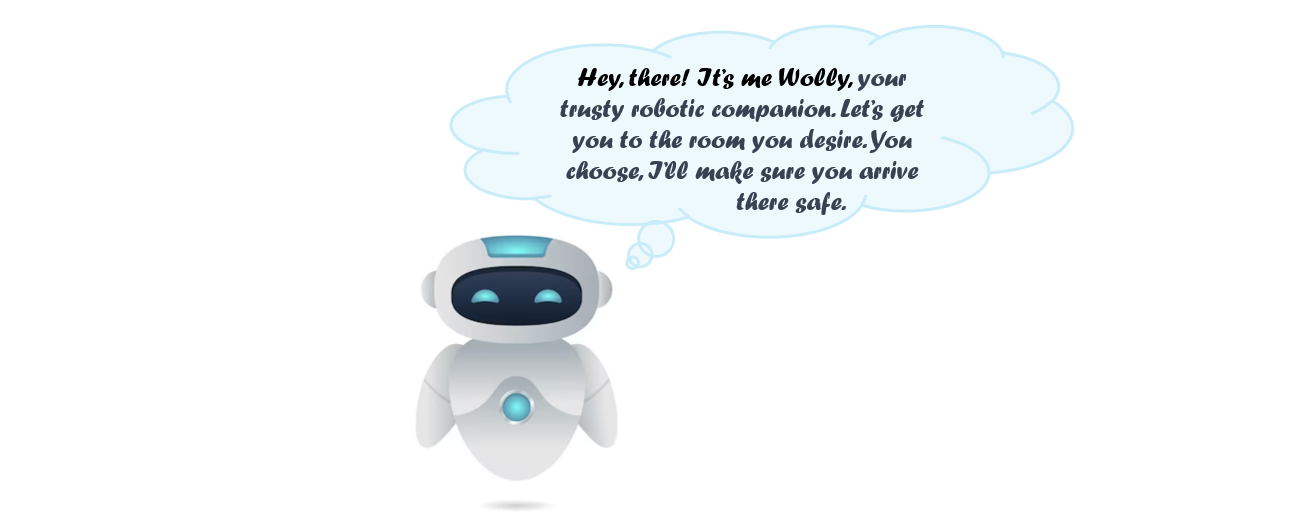 Hey, there! It's me Wolly, your
trusty robotic companion. Let's get
you to the room you desire. You
choose, I'll make sure you arrive
there safe.